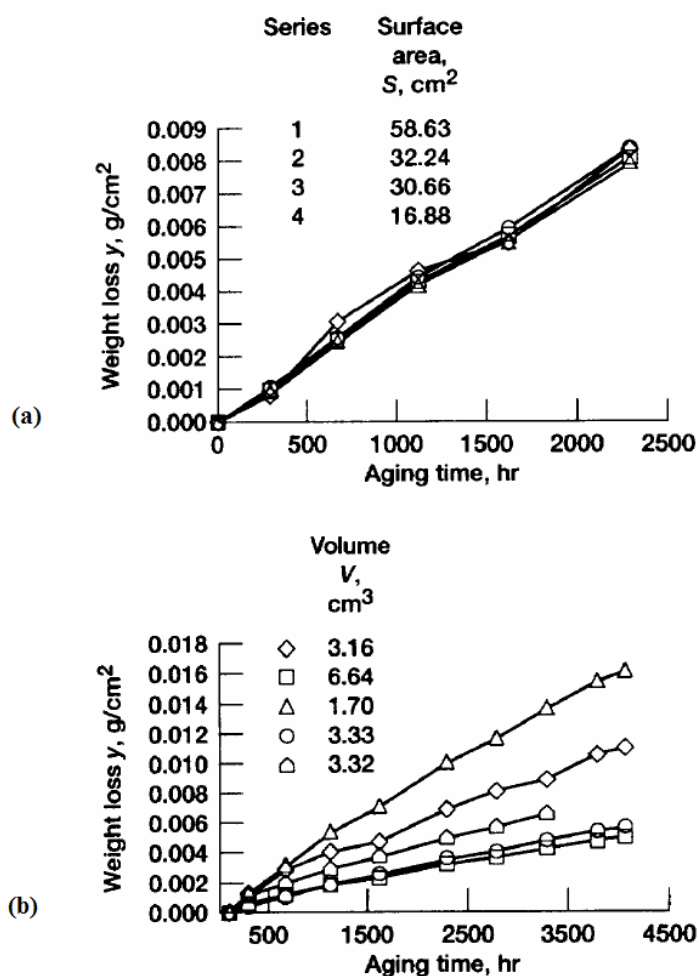 Series Surface
area,
S, cm2
0.009 1 58.63
0.008 2 32.24
0.007 3 30.66
0.006 4 16.88
0.005
0.004
0.003
0.002
0.001
0.000
Weight loss y, g/cm2
(a)
0 500 1000 1500 2000 2500
Aging time, hr
Volume
V,
cm3
0.018 3.16
0.016 6.64
0.014 1.70
0.012 3.33
0.010 3.32
0.008
0.006
0.004
0.002
0.000
Weight loss y, g/cm2
(b)
500 1500 2500 3500 4500
Aging time, hr